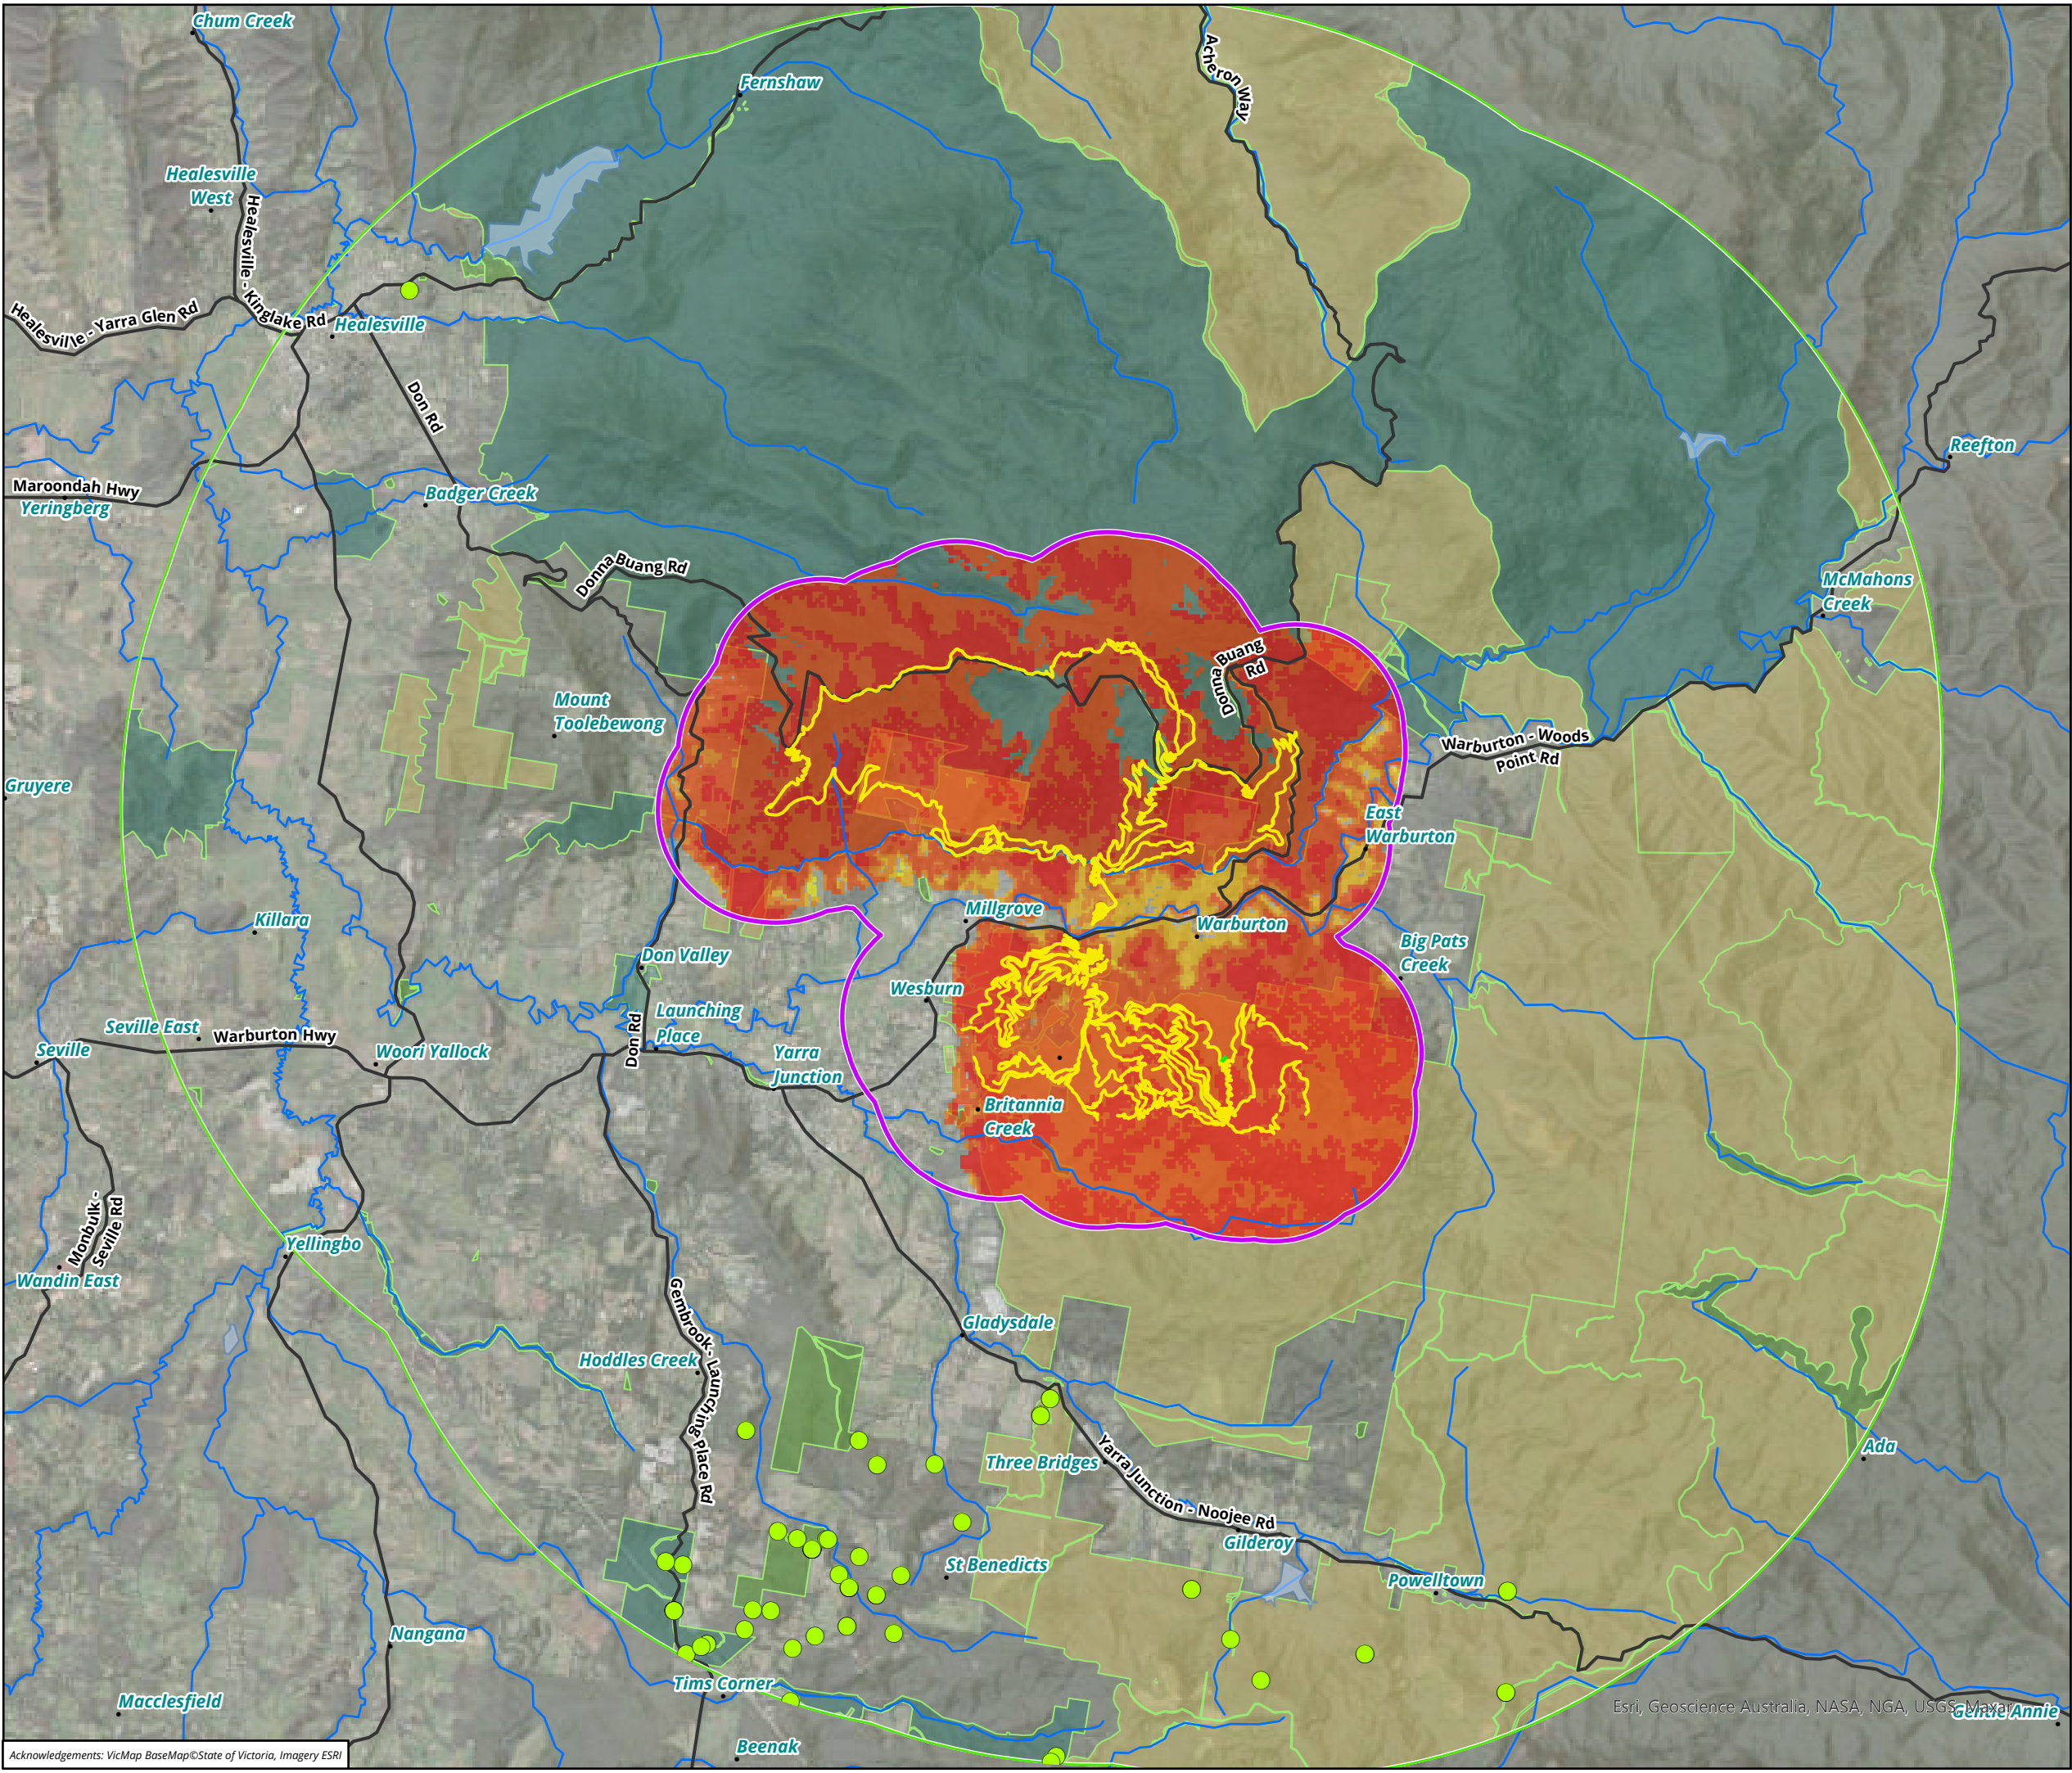 Chum Creek
Fernshaw
Acheron Way
Healesville
West
Healesville - Kinglake Rd
Healesville - Yarra Glen Rd
Healesville
Don Rd
Reefton
Maroondah Hwy
Yeringberg
Badger Creek
Donna Buang Rd
McMahons
Creek
Donna Buang
Rd
Mount
Toolebewong
Warburton - Woods
Point Rd
Gruyere
East
Warburton
Millgrove
Killara
Warburton
Big Pats
Creek
Don Valley
Wesburn
Launching
Place
Seville East
Warburton Hwy
Don Rd
Seville
Woori Yallock
Yarra
Junction
Britannia
Creek
Monbulk -
Seville Rd
Yellingbo
Wandin East
Gembrook - Launching Place Rd
Gladysdale
Hoddles Creek
Three Bridges
Yarra Junction - Noojee Rd
Ada
Gilderoy
St Benedicts
Powelltown
Nangana
Tims Corner
Macclesfield
Esri, Geoscience Australia, NASA, NGA, USGS, Maxar
Gentle Annie
Beenak
Acknowledgements: VicMap BaseMap©State of Victoria, Imagery ESRI